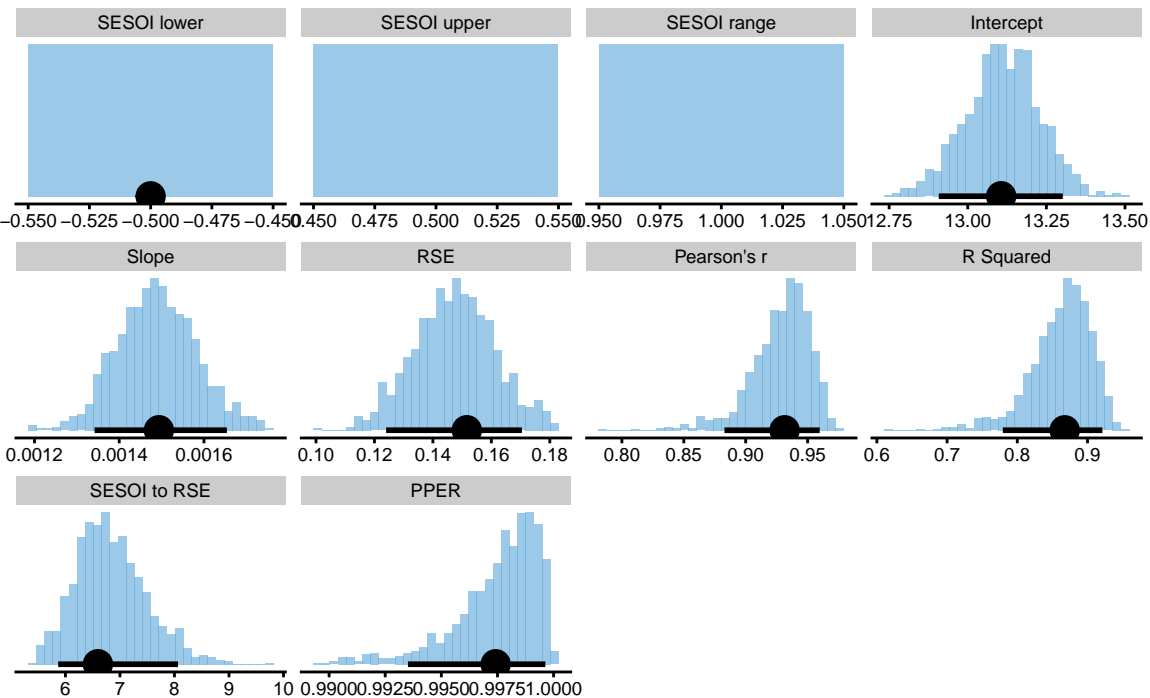 SESOI lower
SESOI upper
SESOI range
Intercept
−0.550 −0.525 −0.500 −0.475 −0.450
0.450 0.475 0.500 0.525 0.550
0.950 0.975 1.000 1.025 1.050
12.75 13.00 13.25 13.50
Slope
RSE
Pearson's r
R Squared
0.0012 0.0014 0.0016
0.10 0.12 0.14 0.16 0.18
0.80 0.85 0.90 0.95
0.6 0.7 0.8 0.9
SESOI to RSE
PPER
6 7 8 9 10
0.9900 0.9925 0.9950 0.9975 1.0000